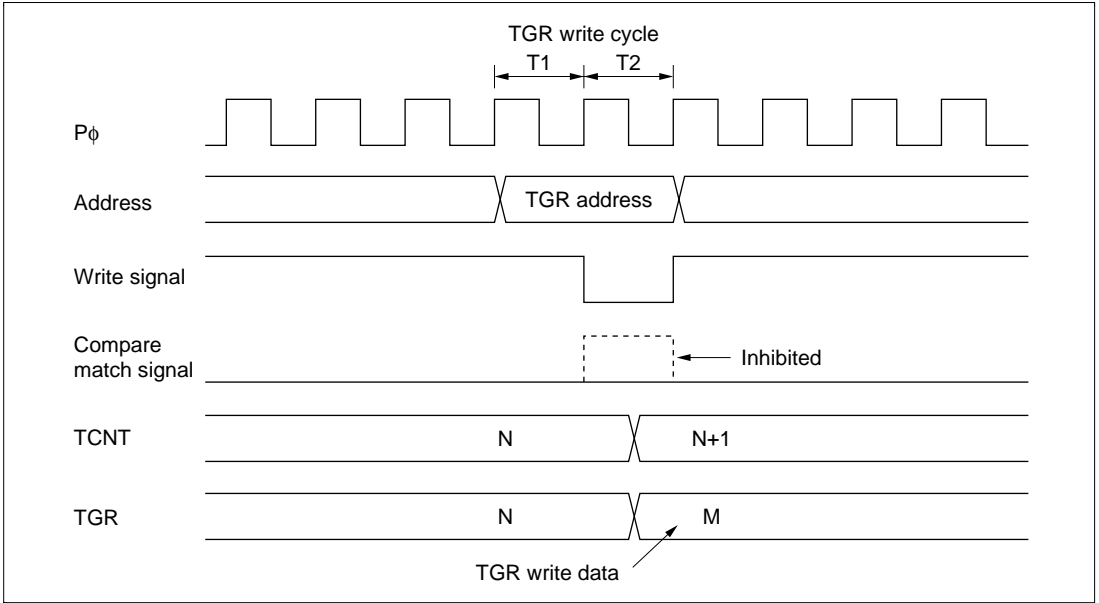 TGR write cycle
T1 T2
Pϕ
Address
TGR address
Write signal
Compare
match signal
Inhibited
TCNT
N
N+1
TGR
N
M
TGR write data